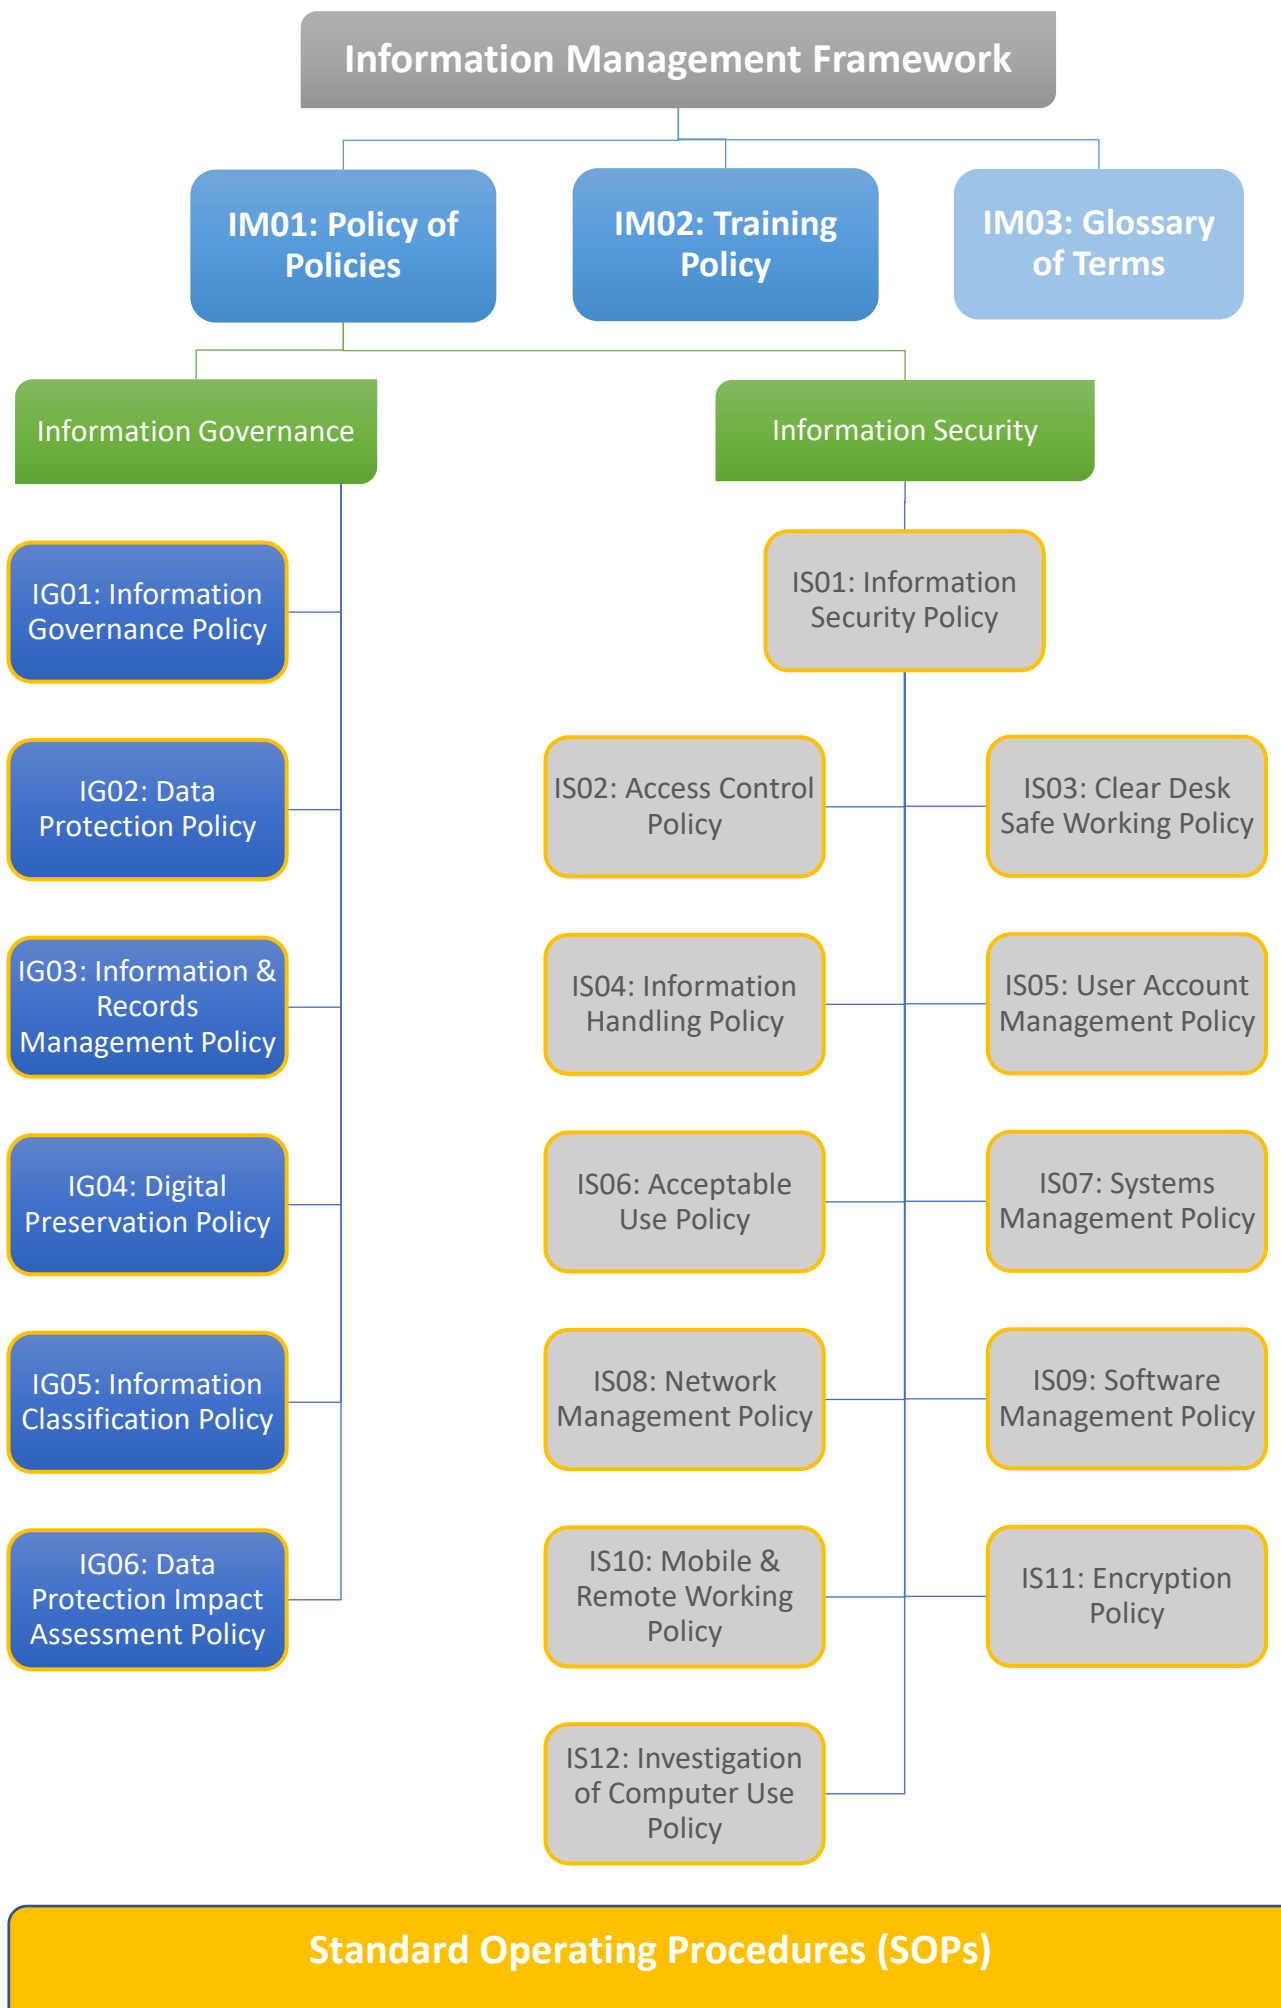 Information Management Framework
IM01: Policy of
Policies
IM02: Training
Policy
IM03: Glossary
of Terms
Information Governance
Information Security
IG01: Information
Governance Policy
IG02: Data
Protection Policy
IG03: Information &
Records
Management Policy
IG04: Digital
Preservation Policy
IG05: Information
Classification Policy
IG06: Data
Protection Impact
Assessment Policy
IS01: Information
Security Policy
IS02: Access Control
Policy
IS03: Clear Desk
Safe Working Policy
IS04: Information
Handling Policy
IS05: User Account
Management Policy
IS06: Acceptable
Use Policy
IS07: Systems
Management Policy
IS08: Network
Management Policy
IS09: Software
Management Policy
IS10: Mobile &
Remote Working
Policy
IS11: Encryption
Policy
IS12: Investigation
of Computer Use
Policy
Standard Operating Procedures (SOPs)